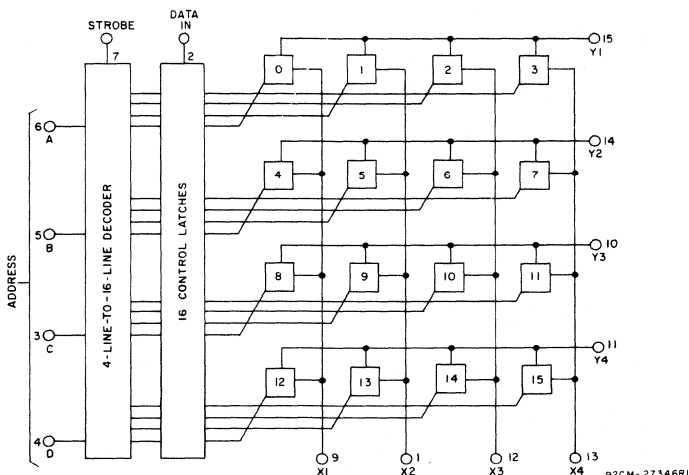 STROBE
7
DATA
IN
2
15
Y1
0
1
2
3
6
A
14
Y2
4
5
6
7
5
B
10
Y3
8
9
10
11
3
C
11
Y4
12
13
14
15
4
D
ADDRESS
4-LINE-TO-16-LINE DECODER
16 CONTROL LATCHES
9
X1
1
X2
12
X3
13
X4
92CM-27346R1